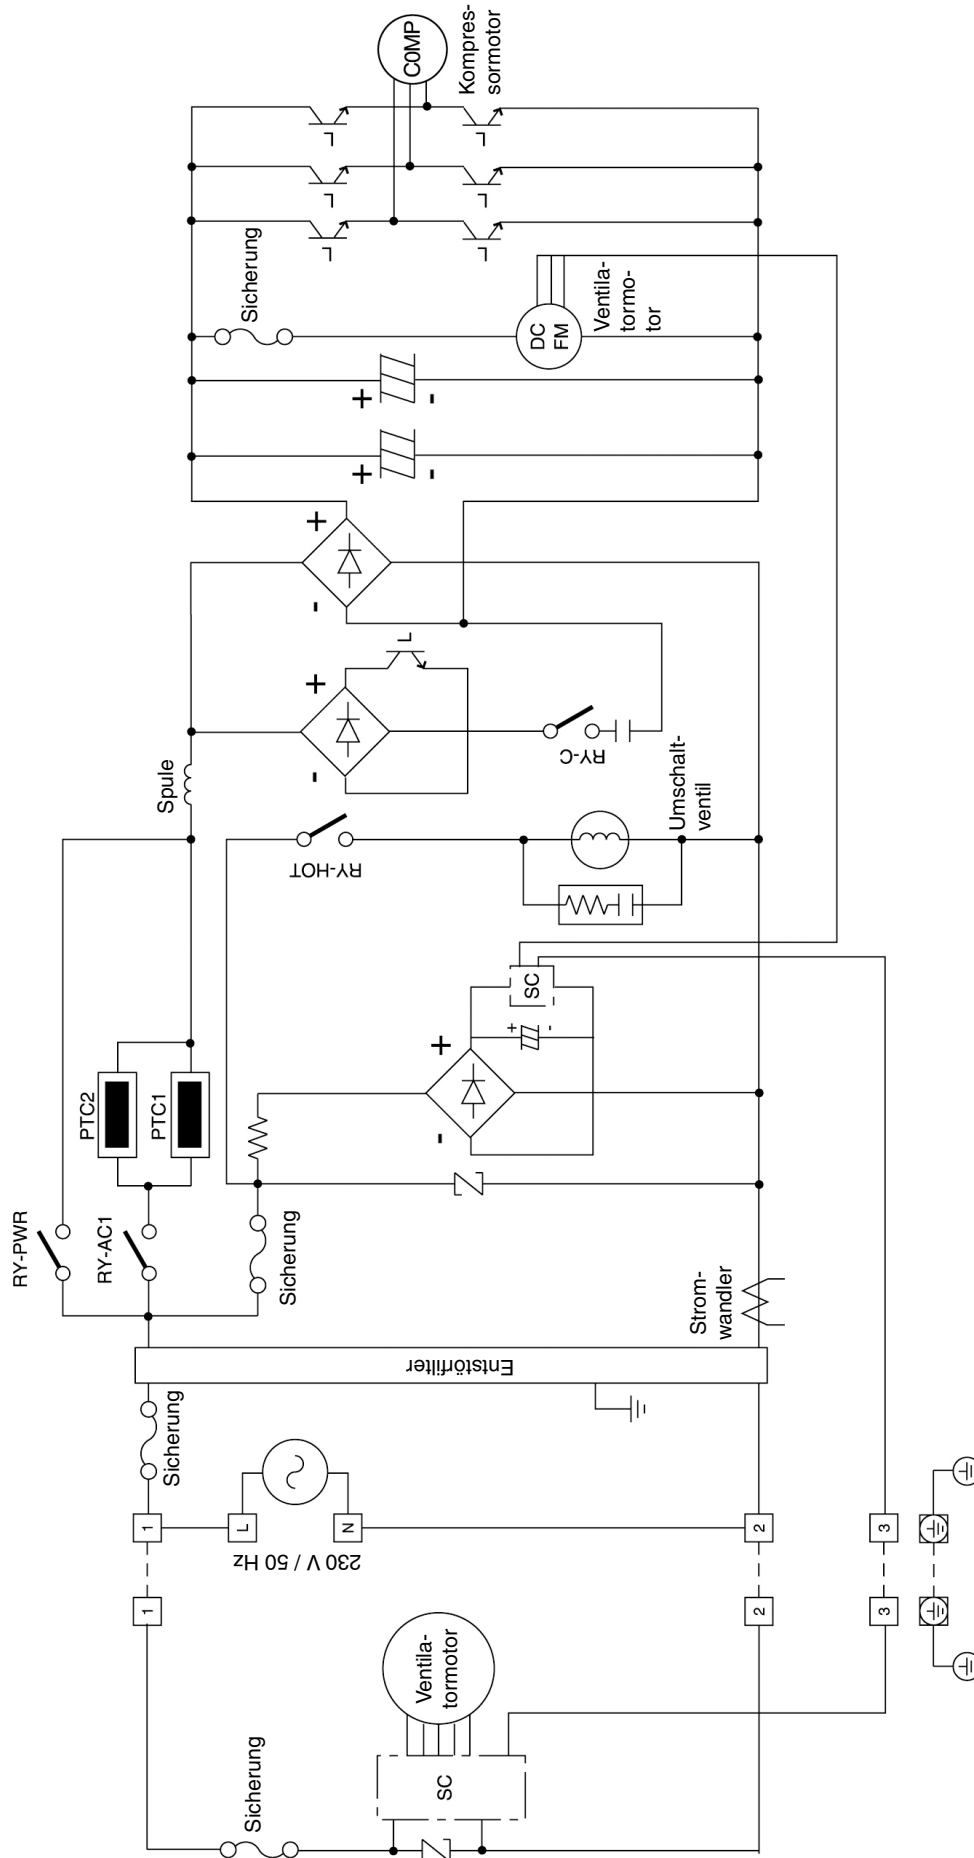 C0MP
Kompres-
sormotor
L
L
L
L
L
L
Sicherung
DC
FM
Ventila-
tormo-
tor
+
-
+
-
+
-
L
+
-
RY-C
Spule
Umschalt-
ventil
RY-HOT
SC
+
-
+
-
PTC2
PTC1
RY-PWR
RY-AC1
Sicherung
Strom-
wandler
Entstörfilter
Sicherung
1
L
N
2
3
230 V / 50 Hz
1
2
3
Ventila-
tormotor
SC
Sicherung